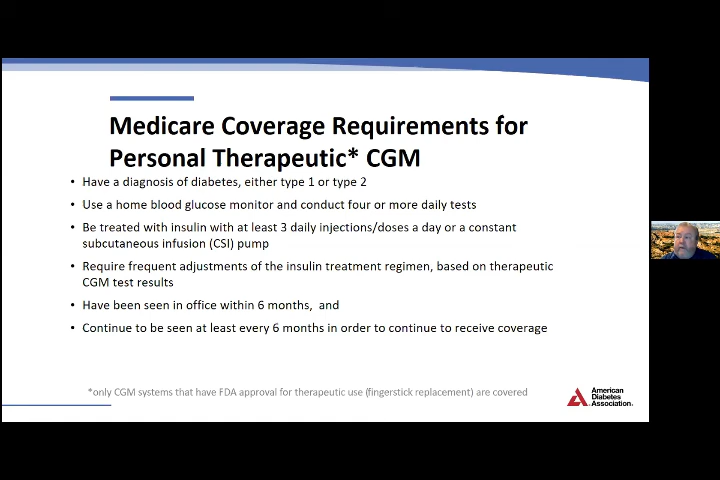 Medicare Coverage Requirements for
Personal Therapeutic* CGM
• Have a diagnosis of diabetes, either type 1 or type 2
• Use a home blood glucose monitor and conduct four or more daily tests
• Be treated with insulin with at least 3 daily injections/doses a day or a constant
subcutaneous infusion (CSI) pump
• Require frequent adjustments of the insulin treatment regimen, based on therapeutic
CGM test results
• Have been seen in office within 6 months, and
• Continue to be seen at least every 6 months in order to continue to receive coverage
*only CGM systems that have FDA approval for therapeutic use (fingerstick replacement) are covered
American
Diabetes
Association.